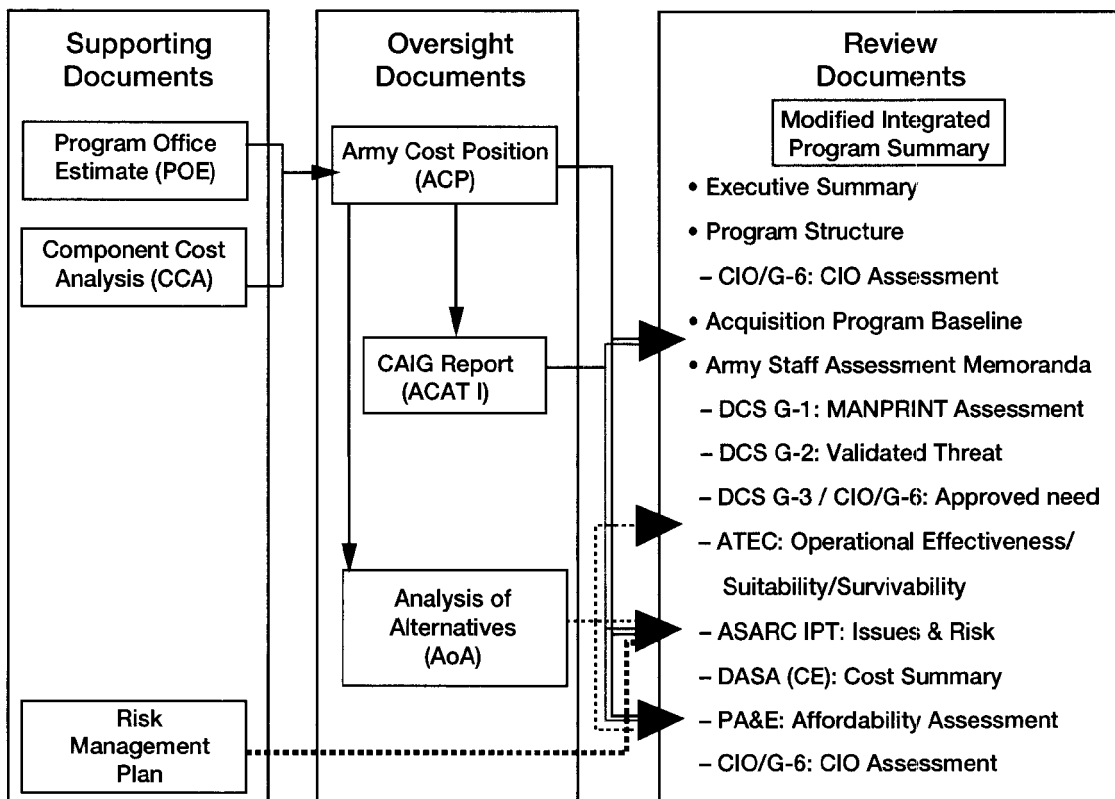 Supporting
Documents
Program Office
Estimate (POE)
Component Cost
Analysis (CCA)
Risk
Management
Plan
Oversight
Documents
Army Cost Position
(ACP)
CAIG Report
(ACAT I)
Analysis of
Alternatives
(AoA)
Review
Documents
Modified Integrated
Program Summary
• Executive Summary
• Program Structure
– CIO/G-6: CIO Assessment
• Acquisition Program Baseline
• Army Staff Assessment Memoranda
– DCS G-1: MANPRINT Assessment
– DCS G-2: Validated Threat
– DCS G-3 / CIO/G-6: Approved need
– ATEC: Operational Effectiveness/
Suitability/Survivability
– ASARC IPT: Issues & Risk
– DASA (CE): Cost Summary
– PA&E: Affordability Assessment
– CIO/G-6: CIO Assessment